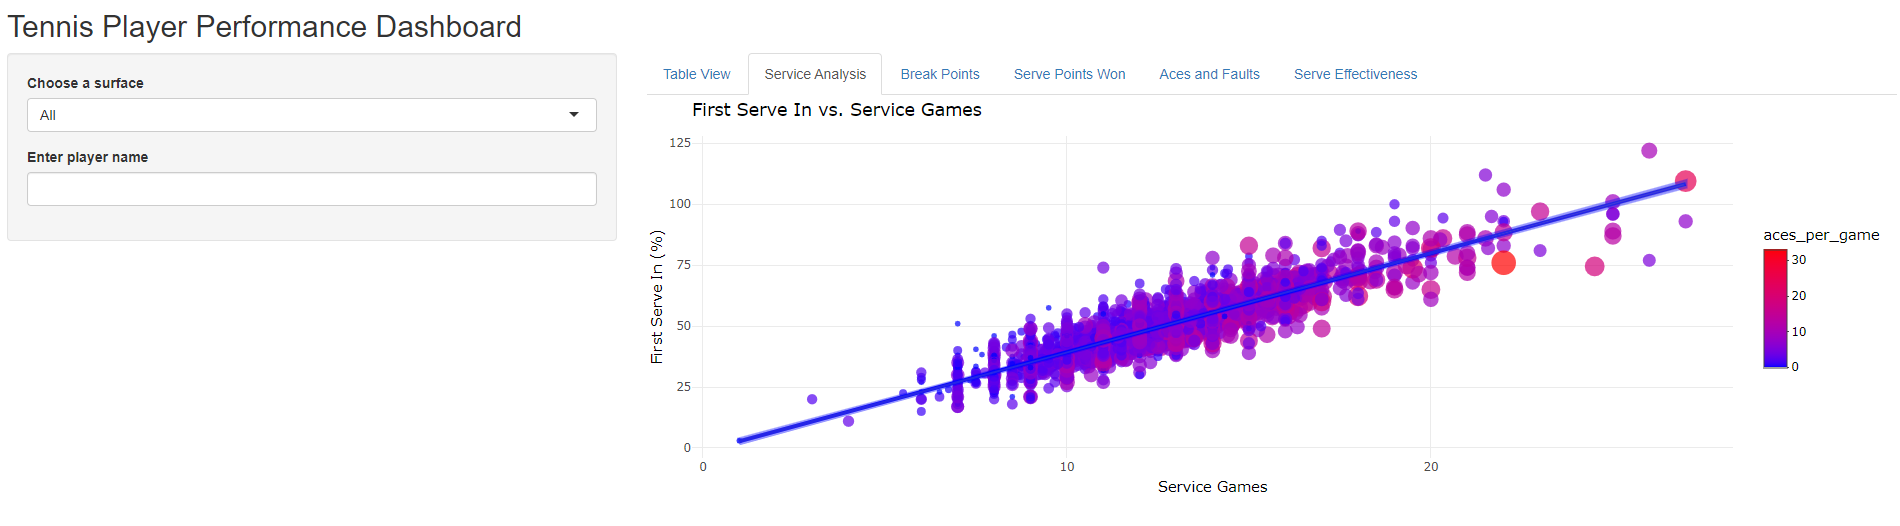 Tennis Player Performance Dashboard
Choose a surface
All
Enter player name
Table View
Service Analysis
Break Points
Serve Points Won
Aces and Faults
Serve Effectiveness
First Serve In vs. Service Games
First Serve In (%)
125
100
75
50
25
0
0
10
20
Service Games
aces_per_game
30
20
10
0